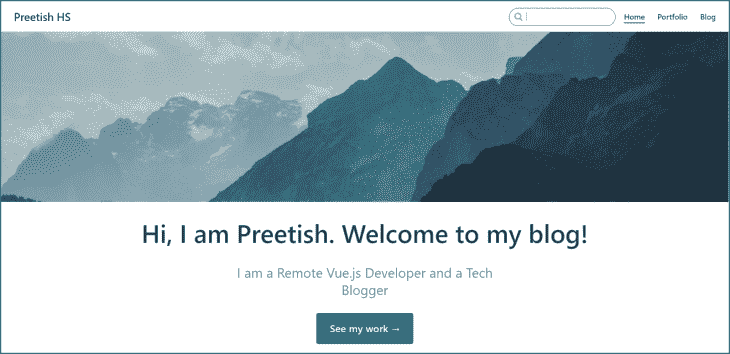 Preetish HS
Home Portfolio Blog
Hi, I am Preetish. Welcome to my blog!
I am a Remote Vue.js Developer and a Tech
Blogger
See my work →